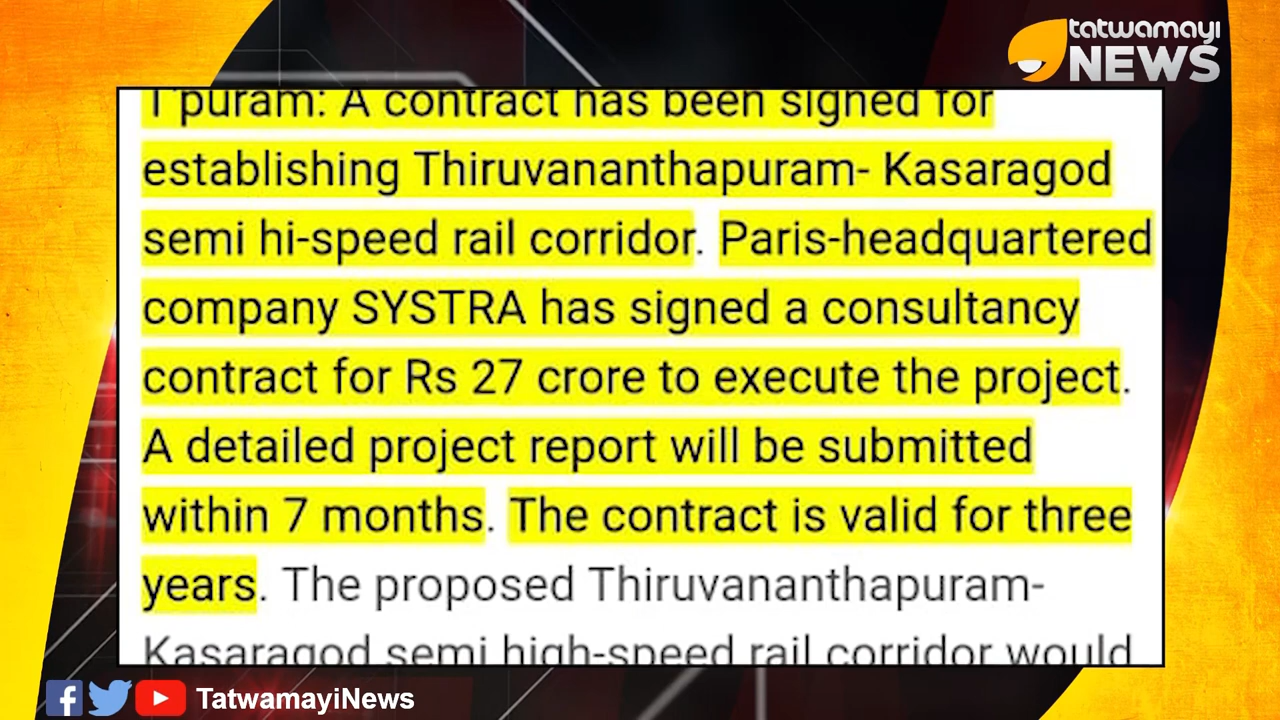 tatwamayi
NEWS
T'puram: A contract has been signed for
establishing Thiruvananthapuram- Kasaragod
semi hi-speed rail corridor. Paris-headquartered
company SYSTRA has signed a consultancy
contract for Rs 27 crore to execute the project.
A detailed project report will be submitted
within 7 months. The contract is valid for three
years. The proposed Thiruvananthapuram-
Kasaragod semi high-speed rail corridor would
TatwamayiNews